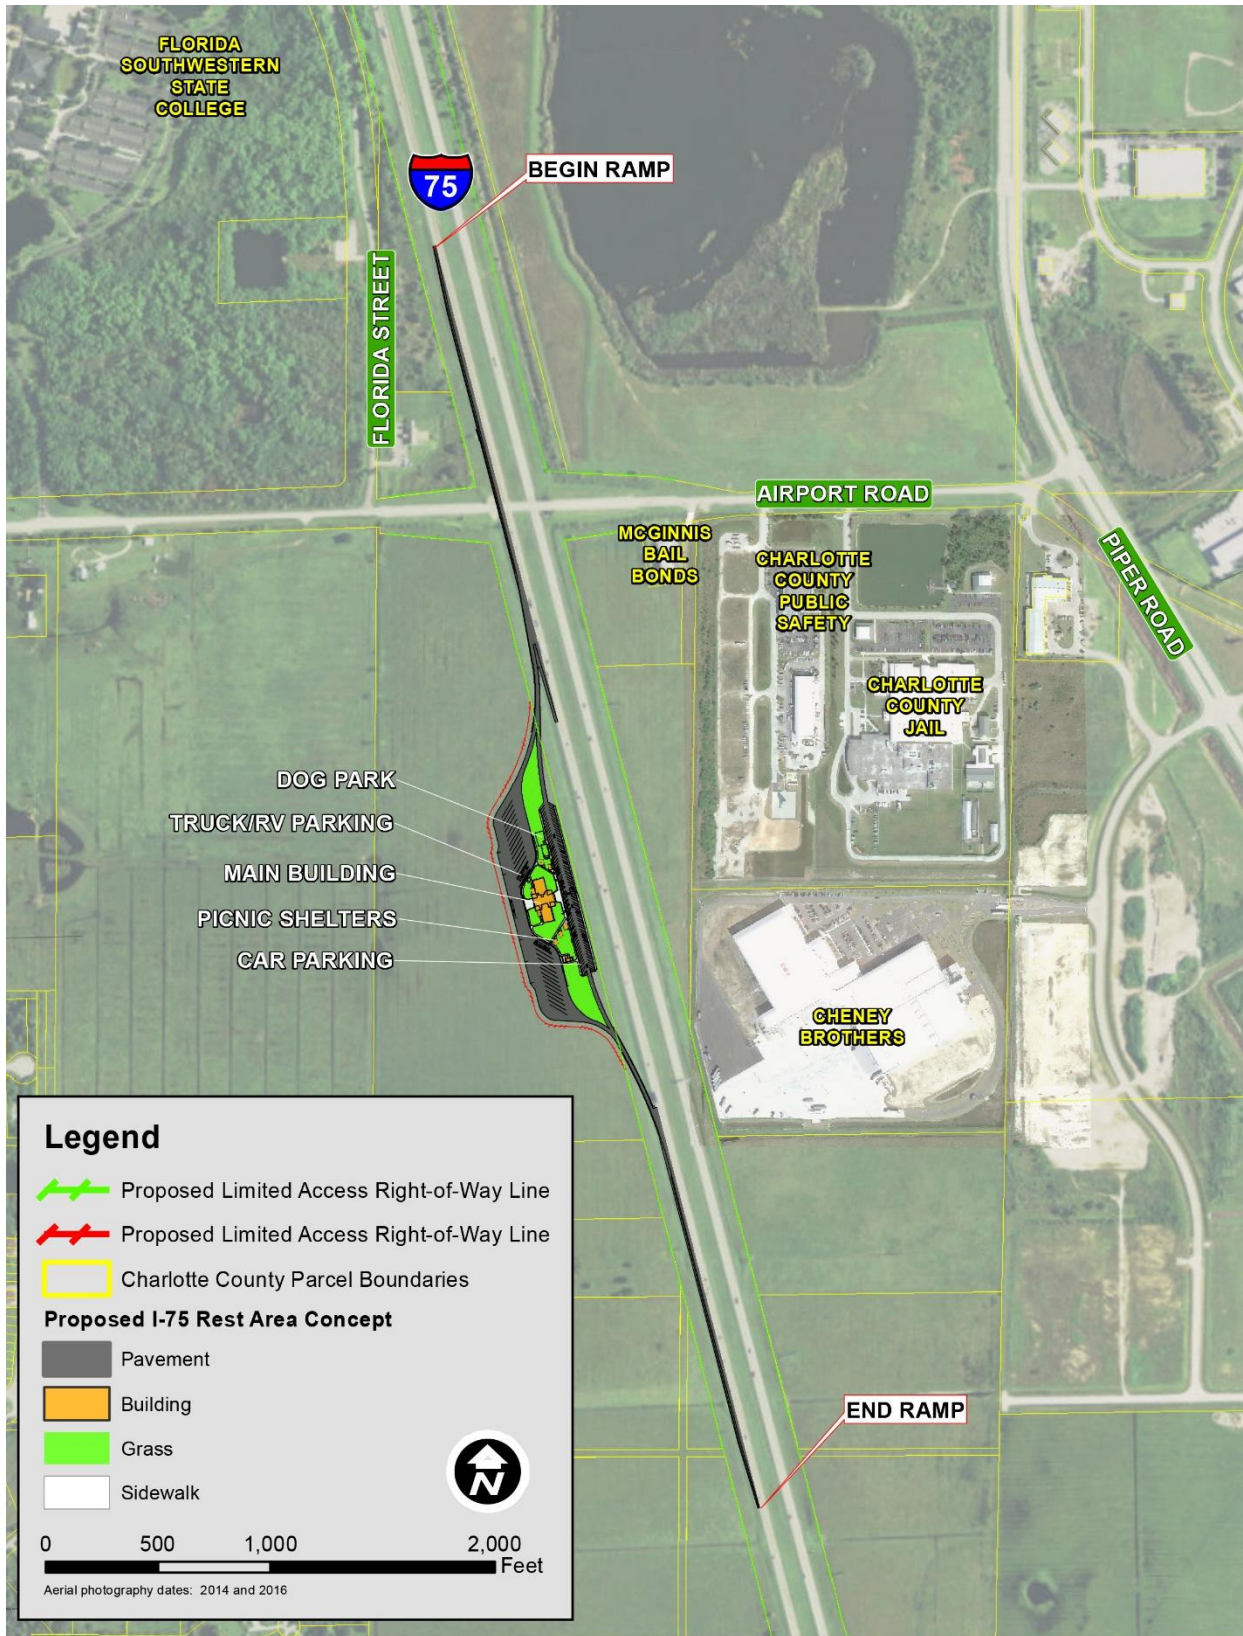 FLORIDA
SOUTHWESTERN
STATE
COLLEGE
75
BEGIN RAMP
FLORIDA STREET
AIRPORT ROAD
MCGINNIS
BAIL
BONDS
CHARLOTTE
COUNTY
PUBLIC
SAFETY
PIPER ROAD
CHARLOTTE
COUNTY
JAIL
DOG PARK
TRUCK/RV PARKING
MAIN BUILDING
PICNIC SHELTERS
CAR PARKING
CHENEY
BROTHERS
Legend
Proposed Limited Access Right-of-Way Line
Proposed Limited Access Right-of-Way Line
Charlotte County Parcel Boundaries
Proposed I-75 Rest Area Concept
Pavement
Building
Grass
Sidewalk
N
0 500 1,000 2,000
Feet
Aerial photography dates: 2014 and 2016
END RAMP